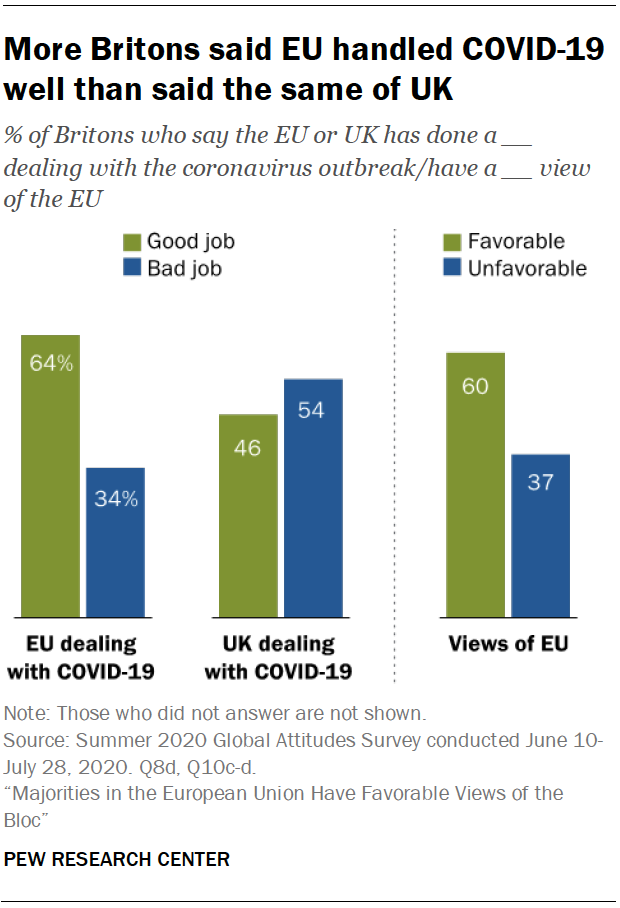 More Britons said EU handled COVID-19
well than said the same of UK
% of Britons who say the EU or UK has done a __
dealing with the coronavirus outbreak/have a __ view
of the EU
Good job
Bad job
Favorable
Unfavorable
64%
34%
46
54
60
37
EU dealing
with COVID-19
UK dealing
with COVID-19
Views of EU
Note: Those who did not answer are not shown.
Source: Summer 2020 Global Attitudes Survey conducted June 10-
July 28, 2020. Q8d, Q10c-d.
“Majorities in the European Union Have Favorable Views of the
Bloc”
PEW RESEARCH CENTER